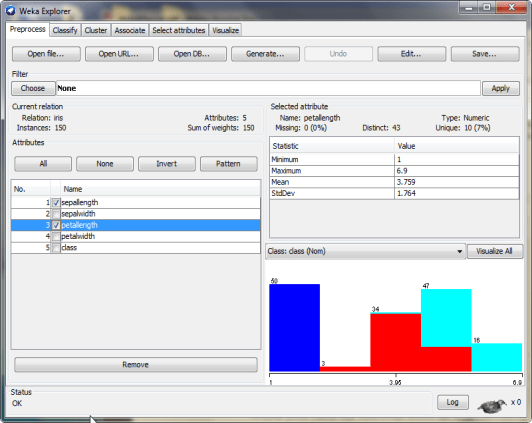 Weka Explorer
Preprocess Classify Cluster Associate Select attributes Visualize
Open file... Open URL... Open DB... Generate... Undo Edit... Save...
Filter
Choose None Apply
Current relation
Relation: iris Attributes: 5
Instances: 150 Sum of weights: 150
Selected attribute
Name: petallength Type: Numeric
Missing: 0 (0%) Distinct: 43 Unique: 10 (7%)
Attributes
All None Invert Pattern
No. Name
1 sepallength
2 sepalwidth
3 petallength
4 petalwidth
5 class
Remove
Statistic Value
Minimum 1
Maximum 6.9
Mean 3.759
StdDev 1.764
Class: class (Nom) Visualize All
50
3
34
47
16
1 3.95 6.9
Status
OK
Log x 0